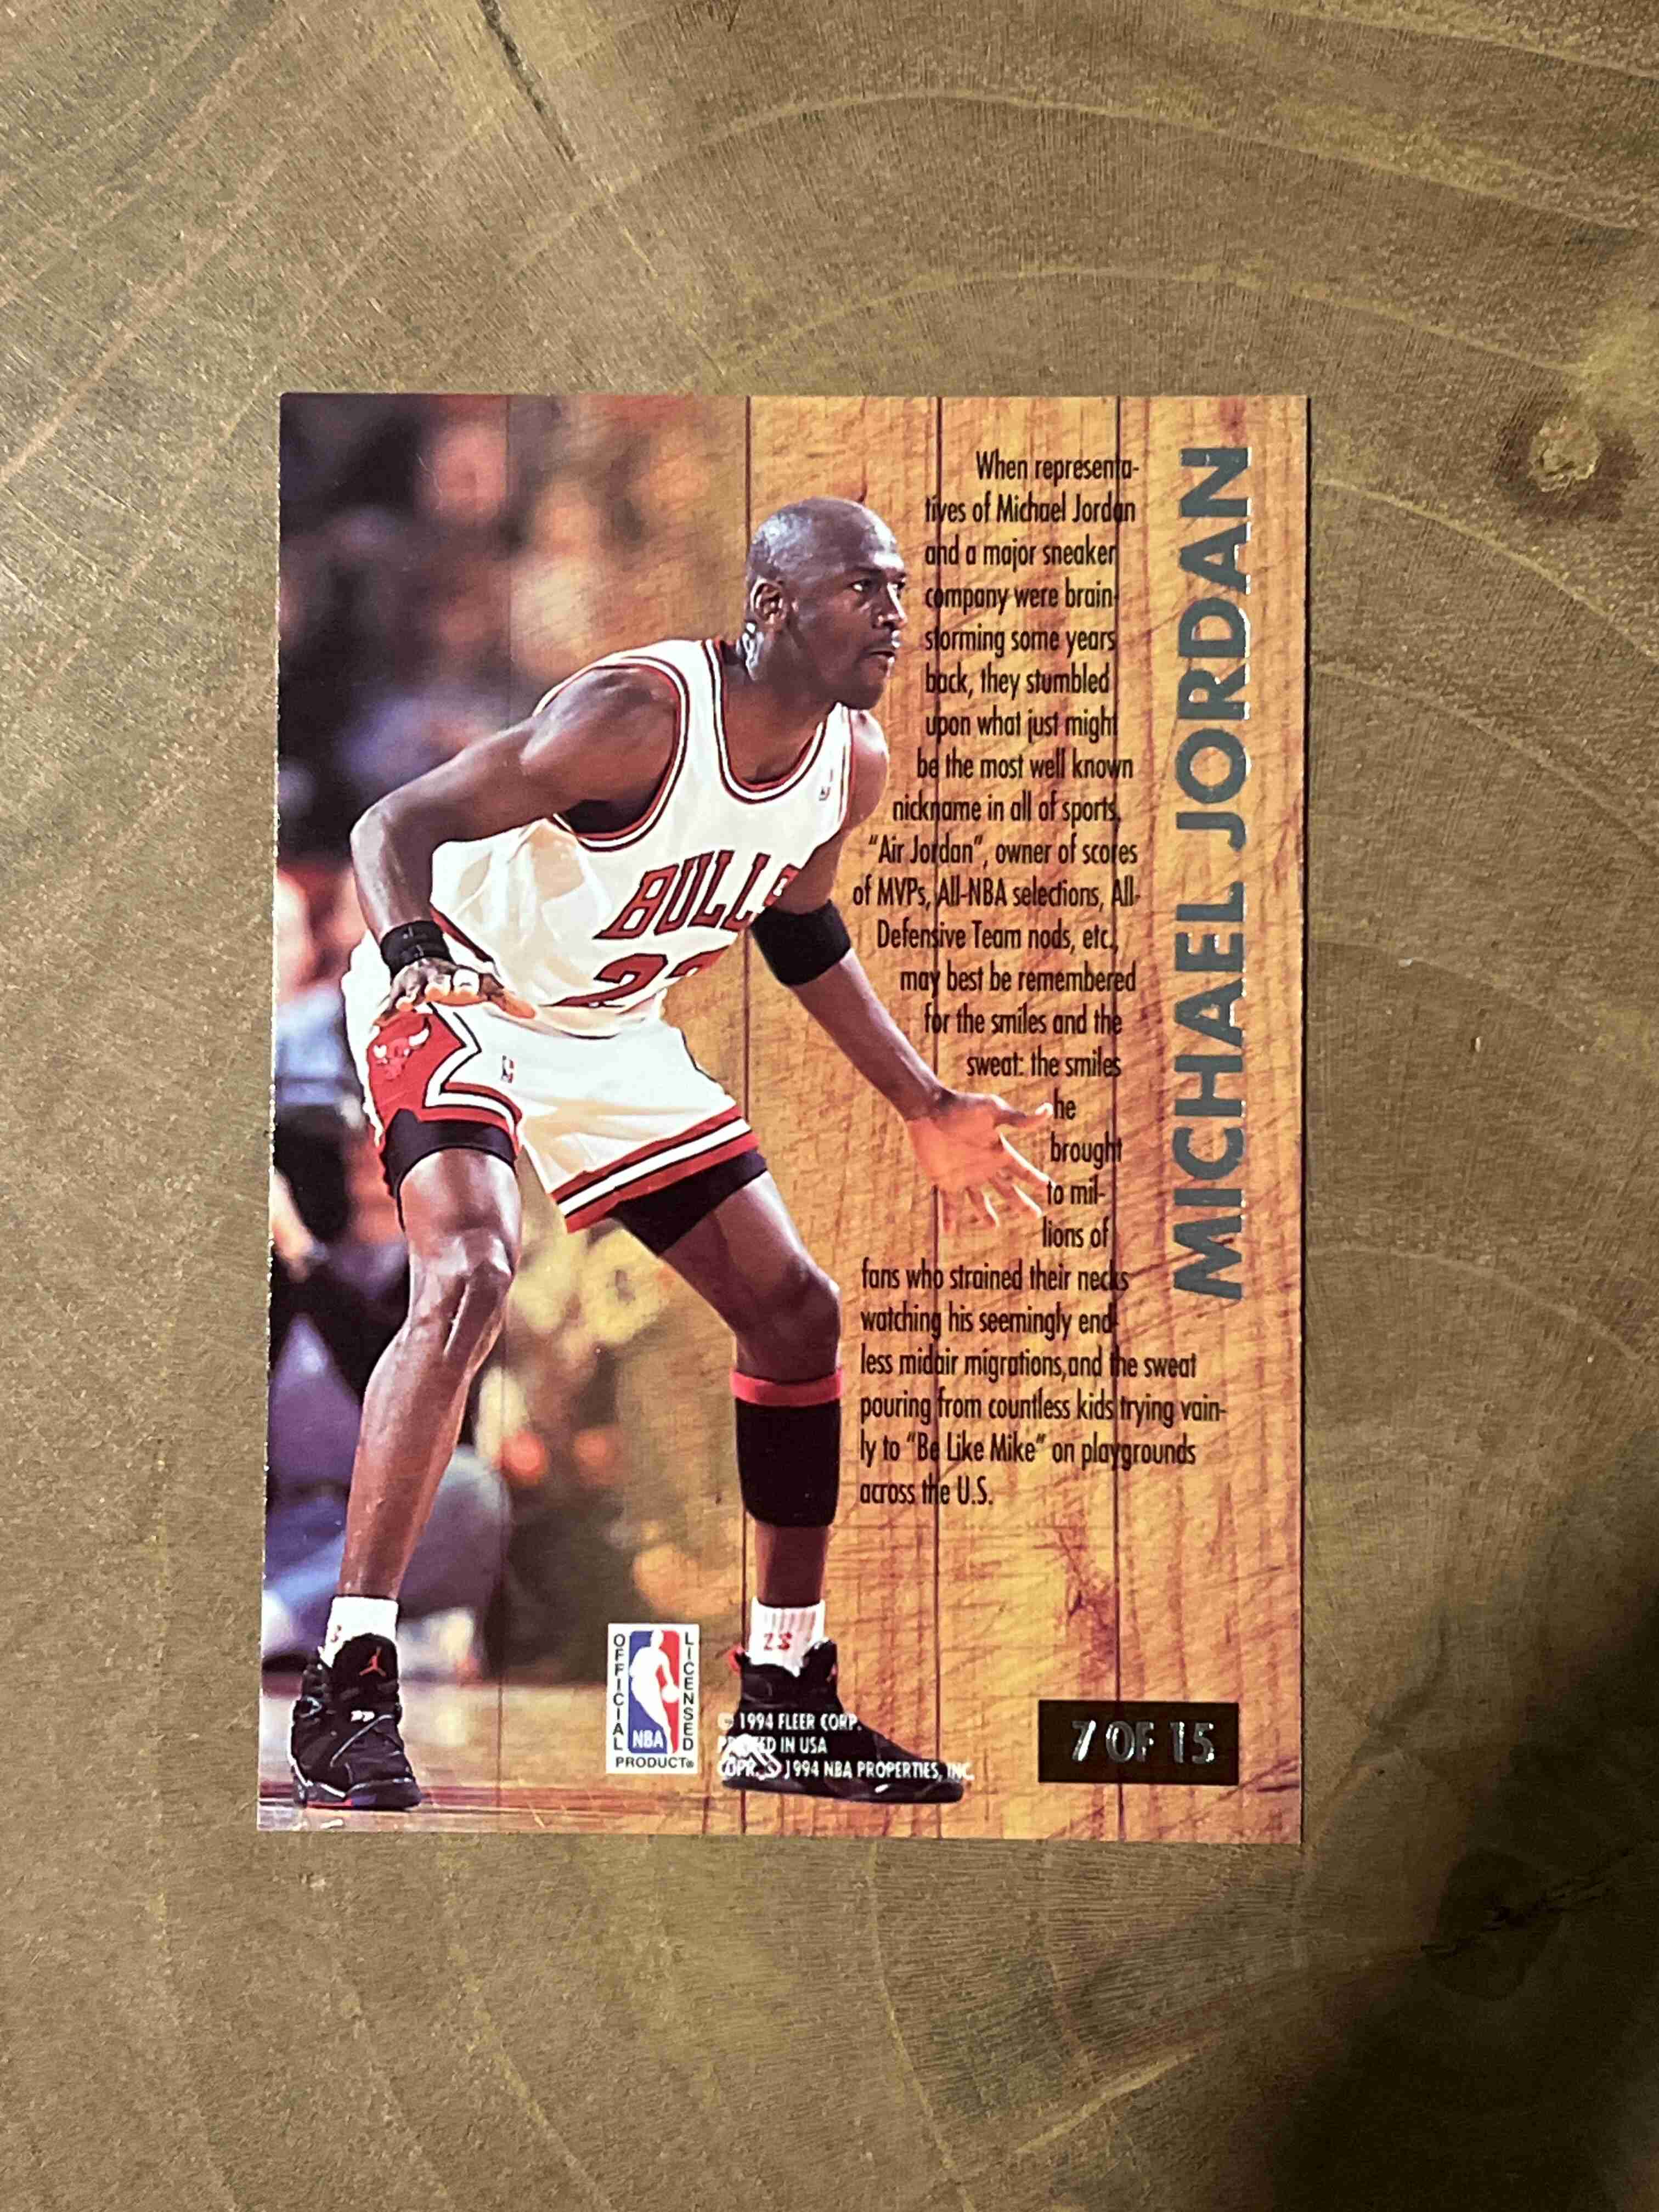 When representa-
tives of Michael Jordan
and a major sneaker
company were brain-
storming some years
back, they stumbled
upon what just might
be the most well known
nickname in all of sports.
“Air Jordan”, owner of scores
of MVPs, All-NBA selections, All-
Defensive Team nods, etc.,
may best be remembered
for the smiles and the
sweat: the smiles
he
brought
to mil-
lions of
fans who strained their necks
watching his seemingly end-
less midair migrations,and the sweat
pouring from countless kids trying vain-
ly to “Be Like Mike” on playgrounds
across the U.S.
MICHAEL JORDAN
BULLS
23
OFFICIAL
LICENSED
NBA
PRODUCT®
© 1994 FLEER CORP.
PRINTED IN USA
COPR. © 1994 NBA PROPERTIES, INC.
7 OF 15